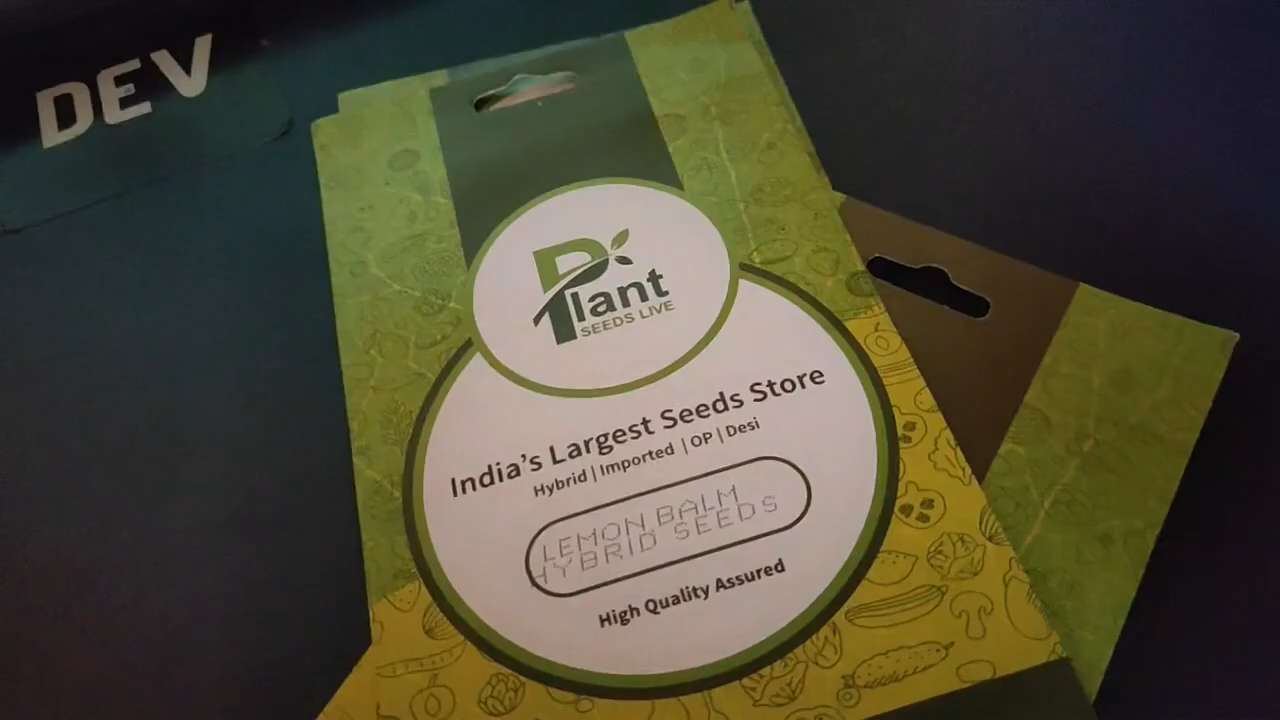 DEV
Plant
SEEDS LIVE
India's Largest Seeds Store
Hybrid | Imported | OP | Desi
LEMON BALM
HYBRID SEEDS
High Quality Assured